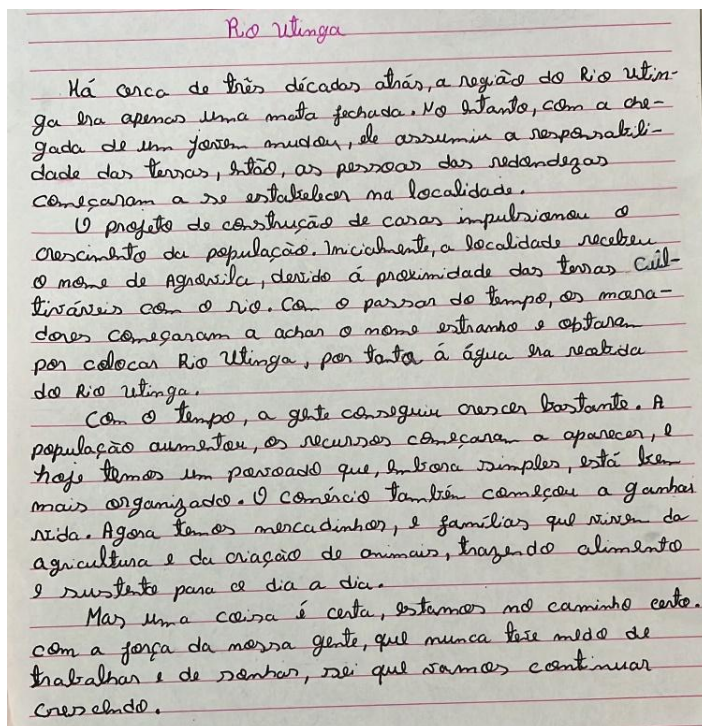 Rio Utinga
Há cerca de três décadas atrás, a região do Rio Utin-
ga era apenas uma mata fechada. No entanto, com a che-
gada de um jovem mudou, ele assumiu a responsabili-
dade das terras, então, as pessoas das redondezas
começaram a se estabelecer na localidade.
O projeto de construção de casas impulsionou o
crescimento da população. Inicialmente, a localidade recebeu
o nome de Agrovila, devido á proximidade das terras Cul-
tiváveis com o rio. Com o passar do tempo, os mora-
dores começaram a achar o nome estranho e optaram
por colocar Rio Utinga, por tanto á água era recebida
do Rio Utinga.
Com o tempo, a gente conseguiu crescer bastante. A
população aumentou, os recursos começaram a aparecer, e
hoje temos um povoado que, embora simples, está bem
mais organizado. O comércio também começou a ganhar
vida. Agora temos mercadinhos, e famílias que vivem da
agricultura e da criação de animais, trazendo alimento
e sustento para o dia a dia.
Mas uma coisa é certa, estamos no caminho certo.
com a força da nossa gente, que nunca teve medo de
trabalhar e de sonhar, sei que vamos continuar
crescendo.